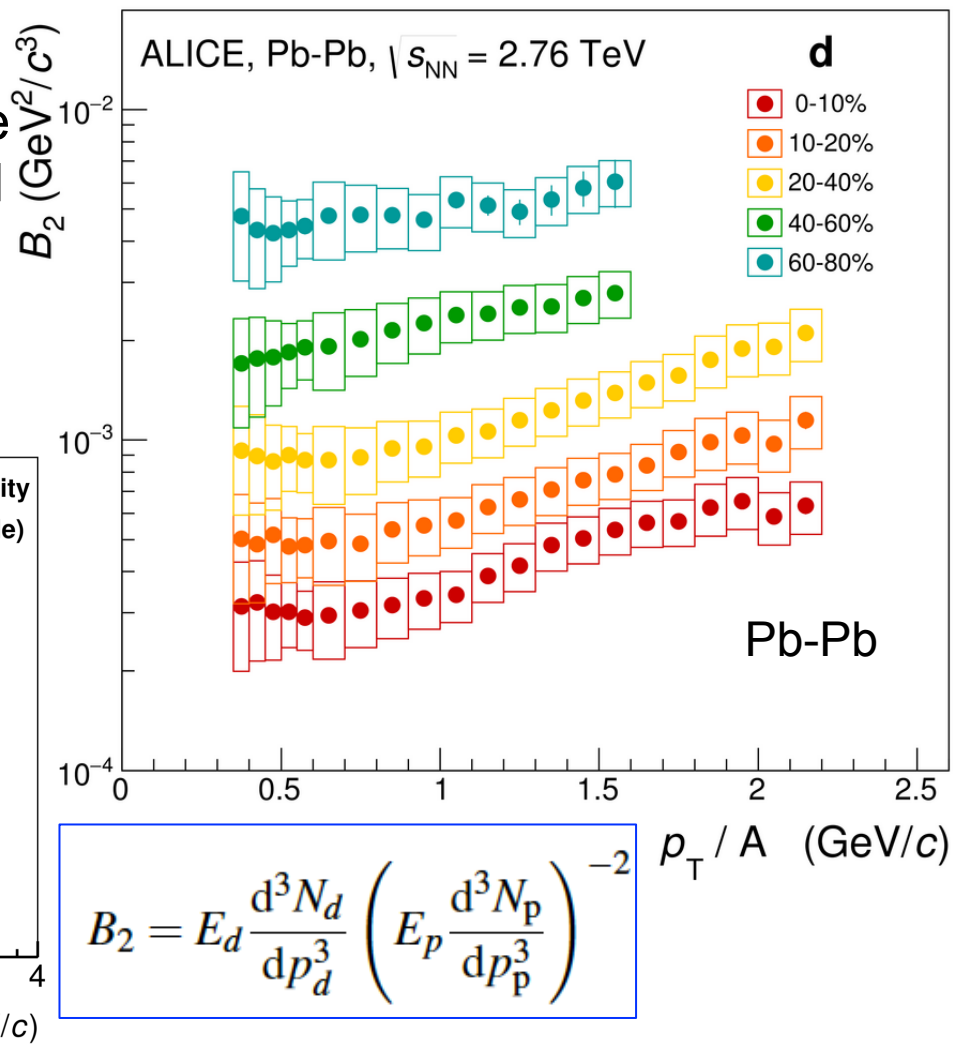 ALICE, Pb-Pb, √sNN = 2.76 TeV
d
0-10%
10-20%
20-40%
40-60%
60-80%
B2 (GeV²/c³)
10⁻²
10⁻³
10⁻⁴
Pb-Pb
0 0.5 1 1.5 2 2.5
pT / A (GeV/c)
B2 = Ed d³Nd/dp³d (Ep d³Np/dp³p)⁻²
e
ity
e)
4
/c)